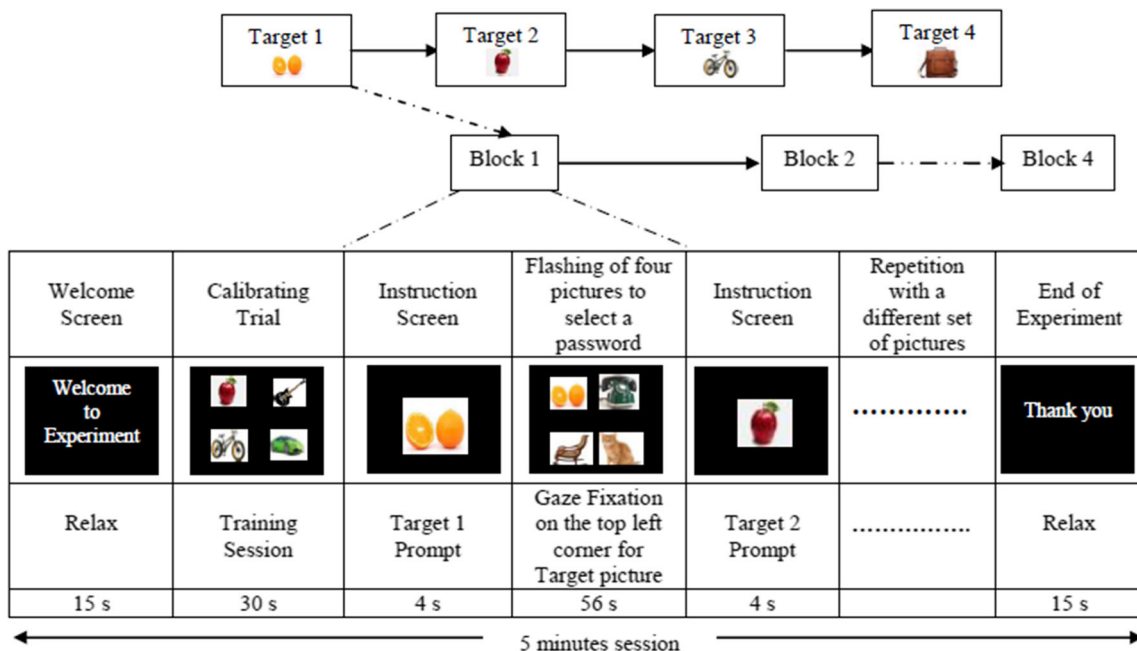 Target 1
Target 2
Target 3
Target 4
Block 1
Block 2
Block 4
Welcome
Screen
Calibrating
Trial
Instruction
Screen
Flashing of four
pictures to
select a
password
Instruction
Screen
Repetition
with a
different set
of pictures
End of
Experiment
Welcome
to
Experiment
.............
Thank you
Relax
Training
Session
Target 1
Prompt
Gaze Fixation
on the top left
corner for
Target picture
Target 2
Prompt
................
Relax
15 s
30 s
4 s
56 s
4 s
15 s
5 minutes session